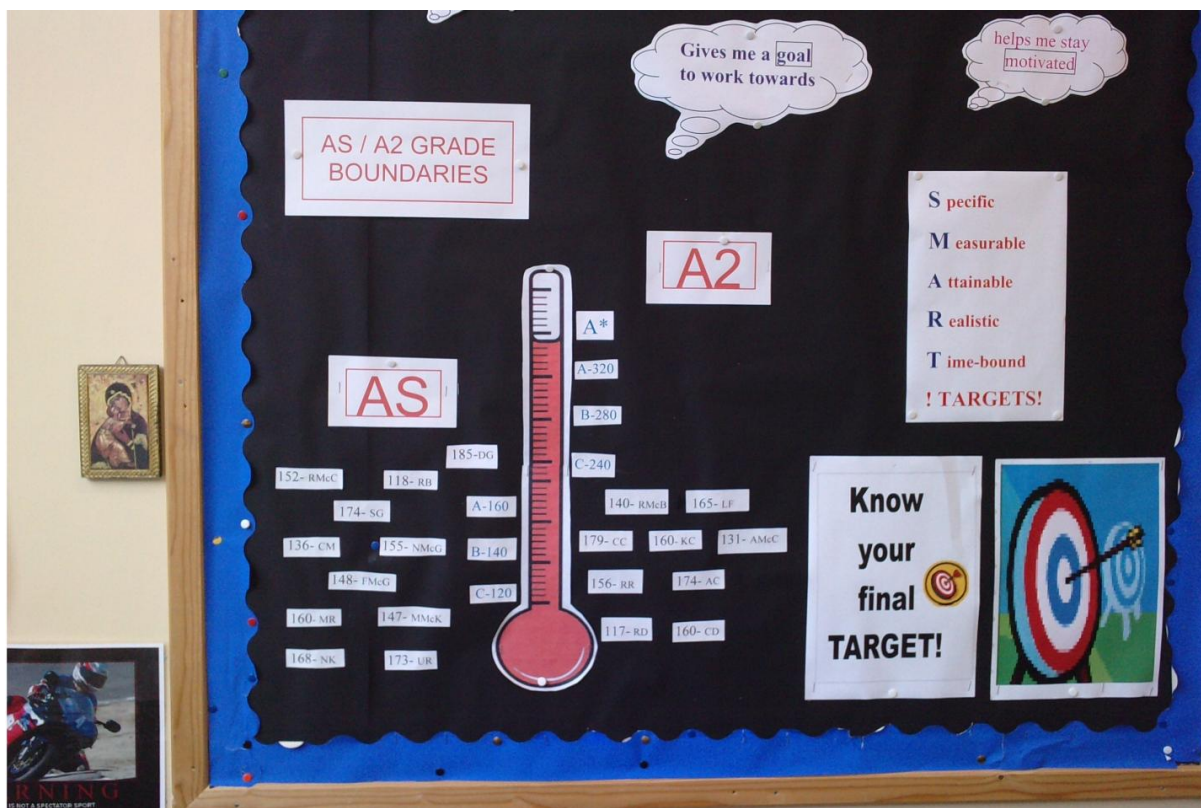 Gives me a goal
to work towards
helps me stay
motivated
AS / A2 GRADE
BOUNDARIES
S pecific
M easurable
A ttainable
R ealistic
T ime-bound
! TARGETS!
A2
A*
A-320
B-280
C-240
AS
185-DG
152- RMcC
118- RB
174- SG
A-160
136- CM
155- NMcG
B-140
148- FMcG
C-120
160- MR
147- MMcK
168- NK
173- UR
140- RMcB
165- LF
179- CC
160- KC
131- AMcC
156- RR
174- AC
117- RD
160- CD
Know
your
final
TARGET!
RNING
IS NOT A SPECTATOR SPORT